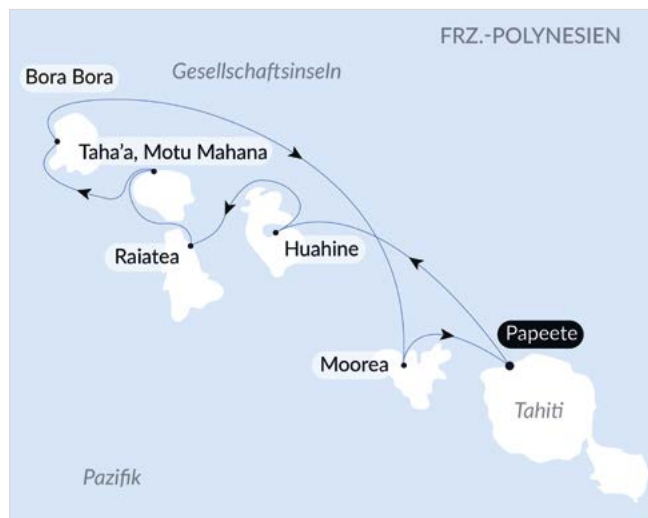 FRZ.-POLYNESIEN
Gesellschaftsinseln
Bora Bora
Taha'a, Motu Mahana
Raiatea
Huahine
Papeete
Moorea
Tahiti
Pazifik